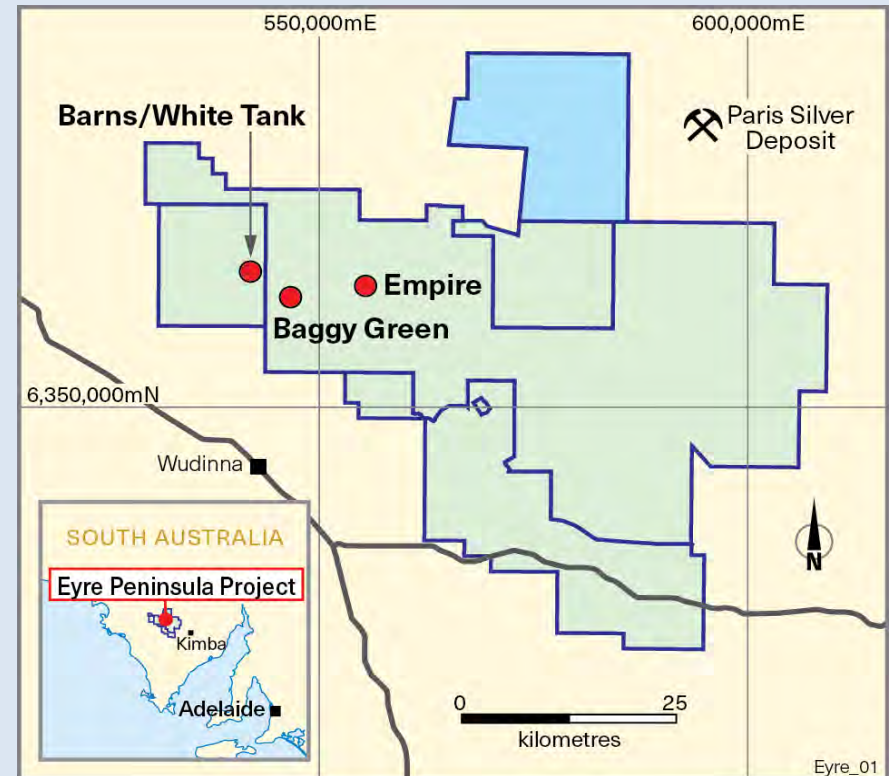 550,000mE
600,000mE
Barns/White Tank
Paris Silver
Deposit
Empire
Baggy Green
6,350,000mN
Wudinna
SOUTH AUSTRALIA
Eyre Peninsula Project
Kimba
Adelaide
N
0
25
kilometres
Eyre_01